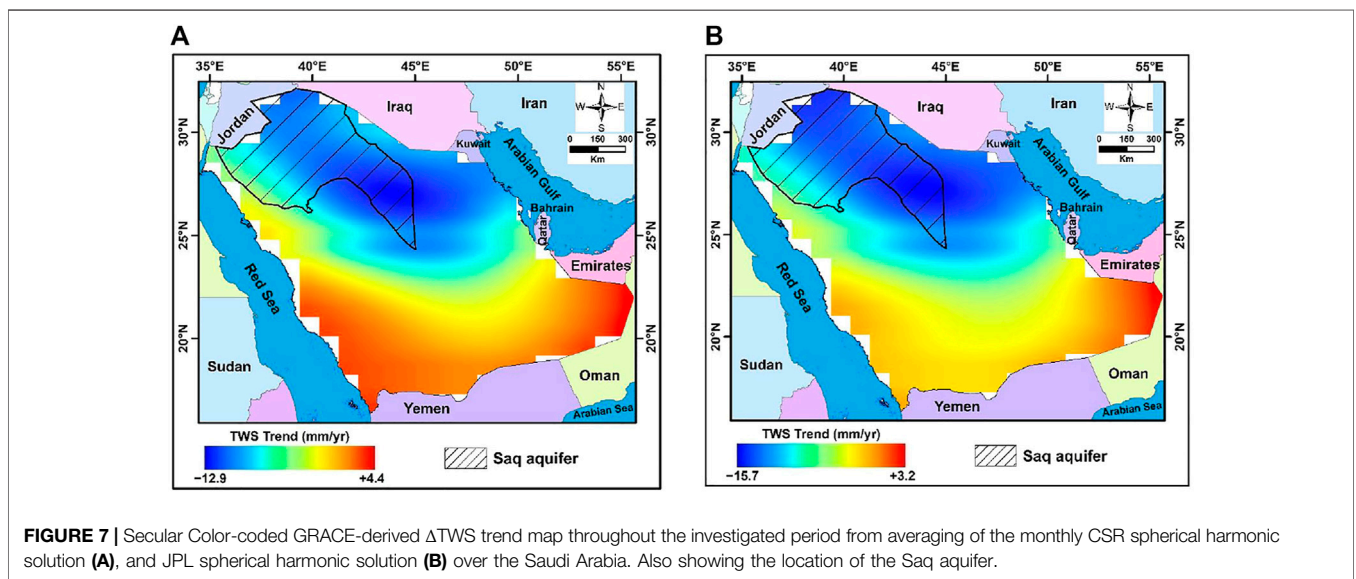 A
35°E 40°E 45°E 50°E 55°E
30°N
25°N
20°N
Jordan
Iraq
Iran
N
W E
S
0 150 300
Km
Kuwait
Arabian Gulf
Bahrain
Qatar
Emirates
Red Sea
Sudan
Yemen
Oman
Arabian Sea
TWS Trend (mm/yr)
−12.9 +4.4
Saq aquifer
B
35°E 40°E 45°E 50°E 55°E
30°N
25°N
20°N
Jordan
Iraq
Iran
N
W E
S
0 150 300
Km
Kuwait
Arabian Gulf
Bahrain
Qatar
Emirates
Red Sea
Sudan
Yemen
Oman
Arabian Sea
TWS Trend (mm/yr)
−15.7 +3.2
Saq aquifer
FIGURE 7 | Secular Color-coded GRACE-derived ΔTWS trend map throughout the investigated period from averaging of the monthly CSR spherical harmonic
solution (A), and JPL spherical harmonic solution (B) over the Saudi Arabia. Also showing the location of the Saq aquifer.